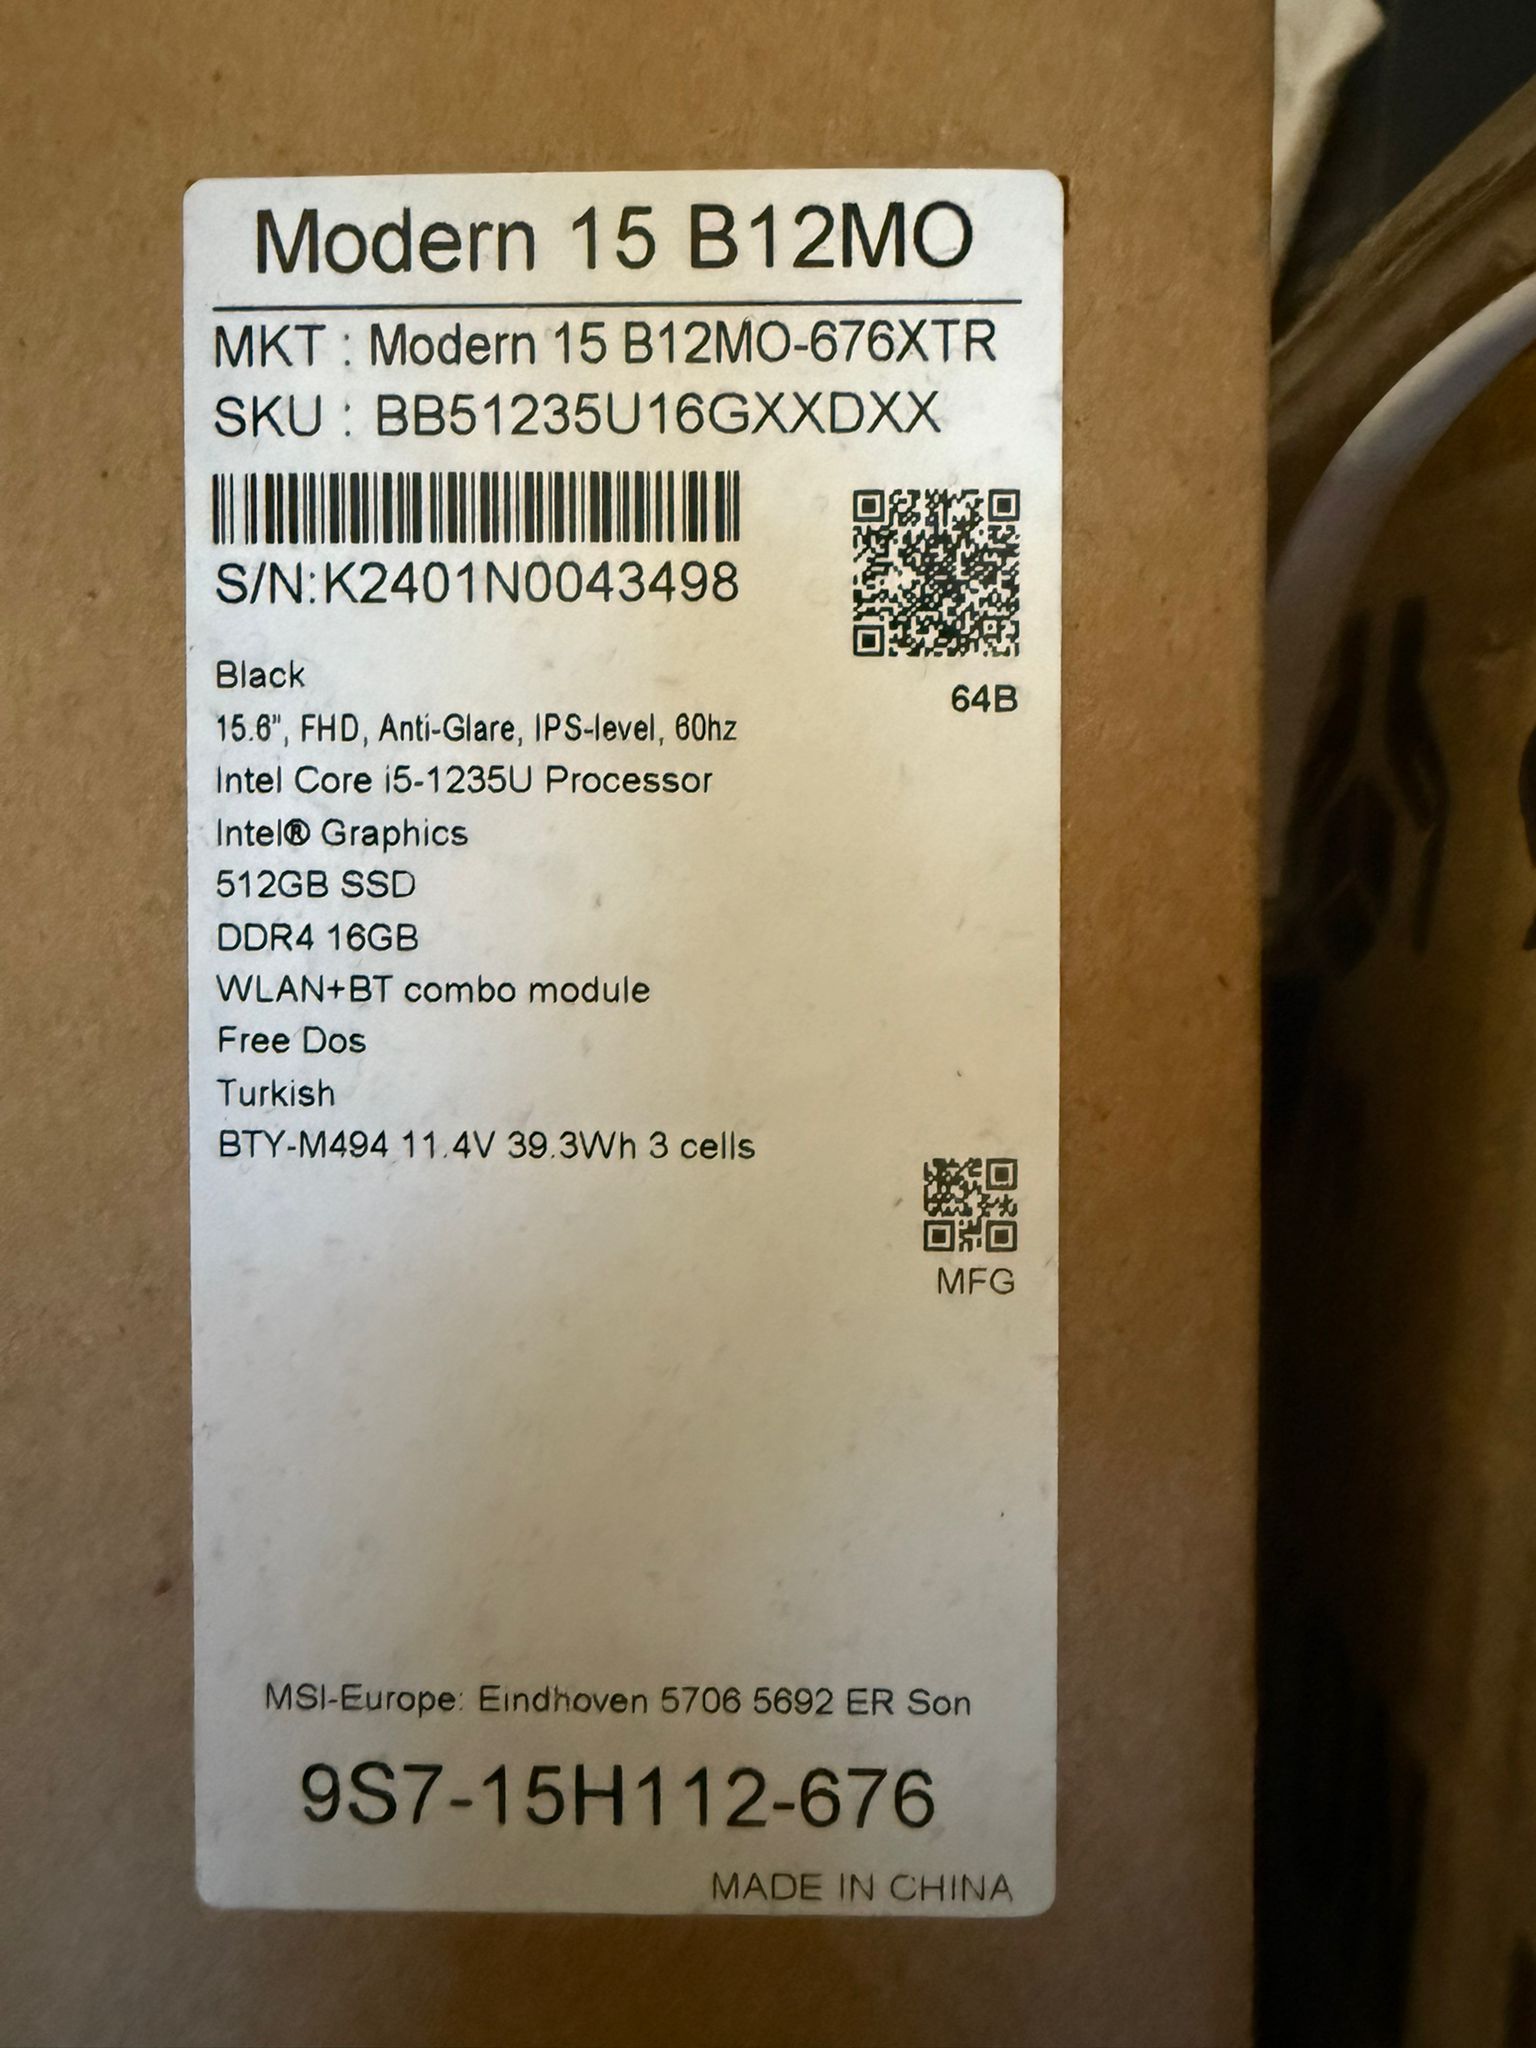 Modern 15 B12MO
MKT : Modern 15 B12MO-676XTR
SKU : BB51235U16GXXDXX
S/N:K2401N0043498
64B
Black
15.6", FHD, Anti-Glare, IPS-level, 60hz
Intel Core i5-1235U Processor
Intel® Graphics
512GB SSD
DDR4 16GB
WLAN+BT combo module
Free Dos
Turkish
BTY-M494 11.4V 39.3Wh 3 cells
MFG
MSI-Europe: Eindhoven 5706 5692 ER Son
9S7-15H112-676
MADE IN CHINA